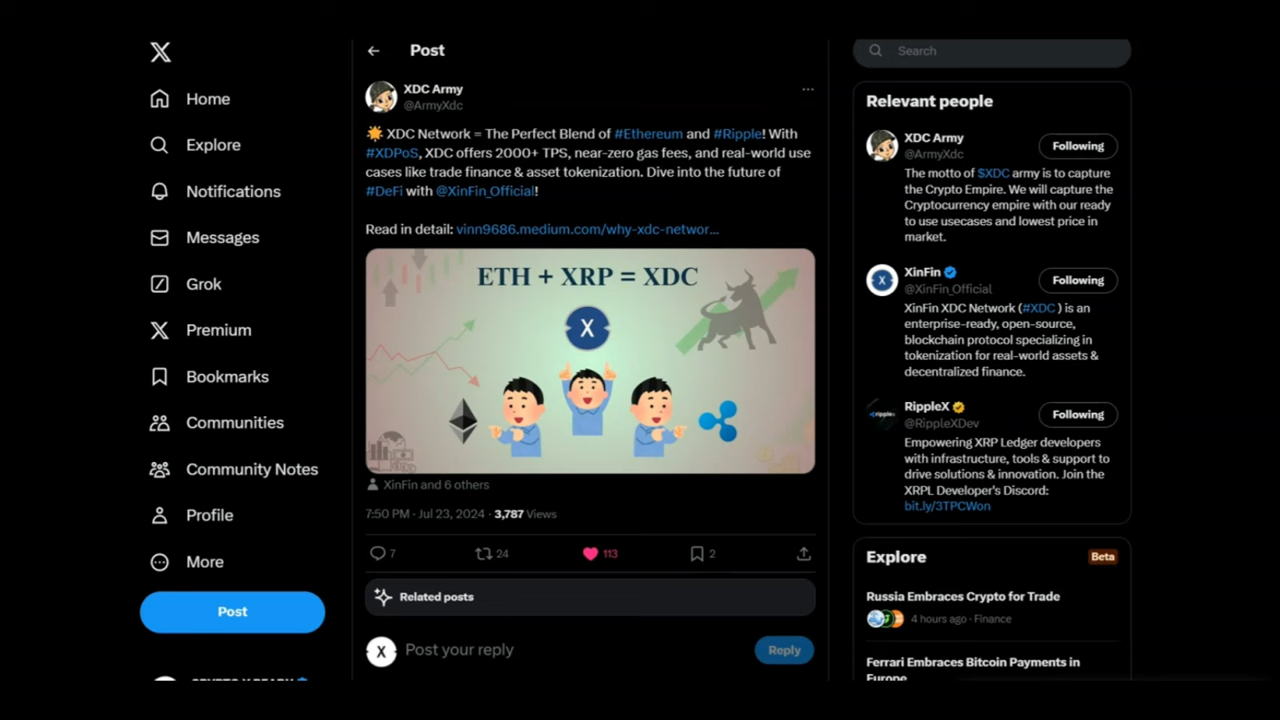 Home
Explore
Notifications
Messages
Grok
Premium
Bookmarks
Communities
Community Notes
Profile
More
Post
Post
XDC Army
@ArmyXdc
XDC Network = The Perfect Blend of #Ethereum and #Ripple! With
#XDPoS, XDC offers 2000+ TPS, near-zero gas fees, and real-world use
cases like trade finance & asset tokenization. Dive into the future of
#DeFi with @XinFin_Official!
Read in detail: vinn9686.medium.com/why-xdc-networ...
ETH + XRP = XDC
X
XinFin and 6 others
7:50 PM · Jul 23, 2024 · 3,787 Views
7 24 113 2
Related posts
X
Post your reply
Reply
Search
Relevant people
XDC Army
@ArmyXdc
Following
The motto of $XDC army is to capture
the Crypto Empire. We will capture the
Cryptocurrency empire with our ready
to use usecases and lowest price in
market.
XinFin
@XinFin_Official
Following
XinFin XDC Network (#XDC ) is an
enterprise-ready, open-source,
blockchain protocol specializing in
tokenization for real-world assets &
decentralized finance.
ripple
RippleX
@RippleXDev
Following
Empowering XRP Ledger developers
with infrastructure, tools & support to
drive solutions & innovation. Join the
XRPL Developer's Discord:
bit.ly/3TPCWon
Explore
Beta
Russia Embraces Crypto for Trade
4 hours ago · Finance
Ferrari Embraces Bitcoin Payments in
Europe